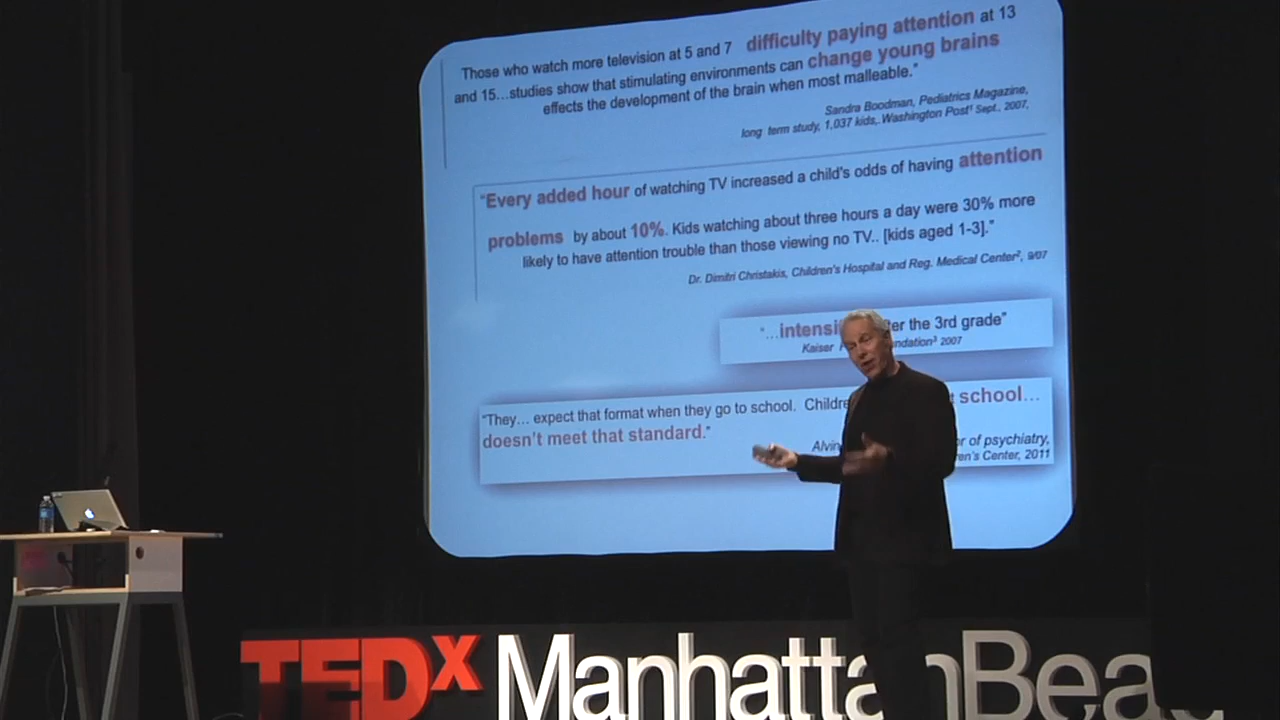 Those who watch more television at 5 and 7 difficulty paying attention at 13
and 15…studies show that stimulating environments can change young brains
effects the development of the brain when most malleable."
Sandra Boodman, Pediatrics Magazine,
long term study, 1,037 kids,. Washington Post¹ Sept., 2007,
"Every added hour of watching TV increased a child's odds of having attention
problems by about 10%. Kids watching about three hours a day were 30% more
likely to have attention trouble than those viewing no TV.. [kids aged 1-3]."
Dr. Dimitri Christakis, Children's Hospital and Reg. Medical Center², 9/07
"…intensi ter the 3rd grade"
Kaiser ndation³ 2007
"They… expect that format when they go to school. Childre t school…
doesn't meet that standard."
Alvin or of psychiatry,
en's Center, 2011
TEDx Manhattan Bea